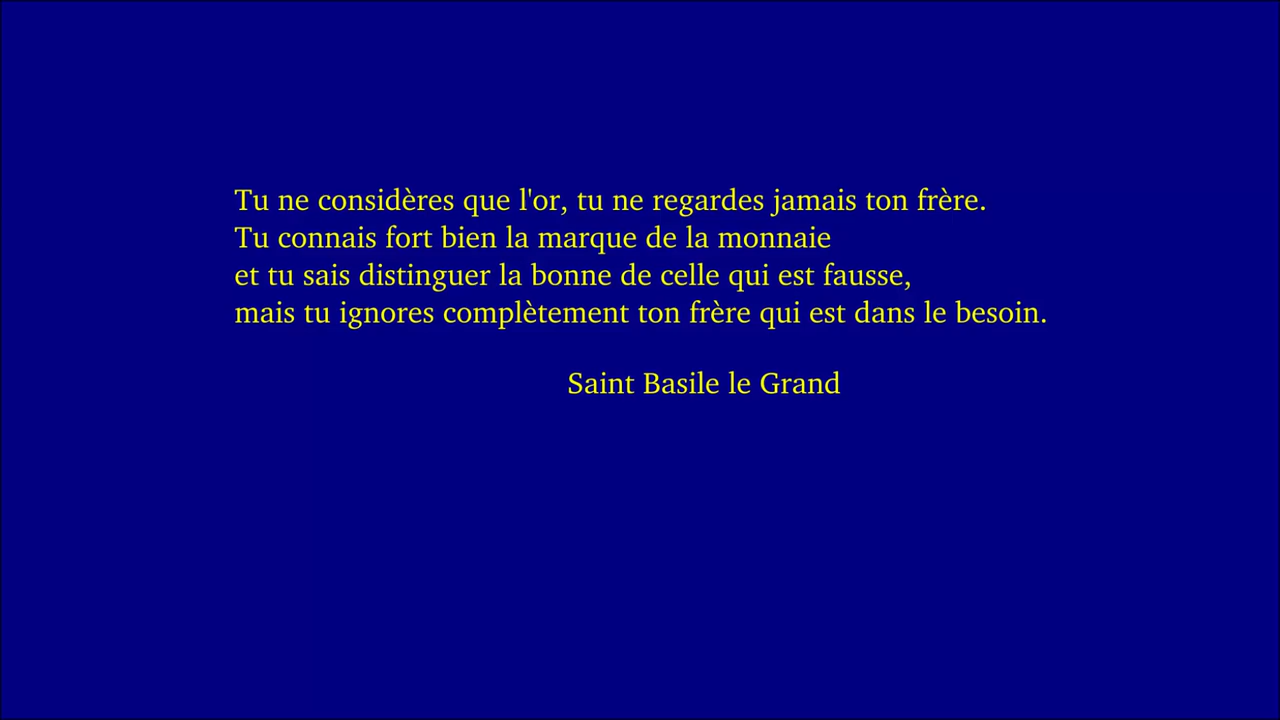 Tu ne considères que l'or, tu ne regardes jamais ton frère.
Tu connais fort bien la marque de la monnaie
et tu sais distinguer la bonne de celle qui est fausse,
mais tu ignores complètement ton frère qui est dans le besoin.
Saint Basile le Grand